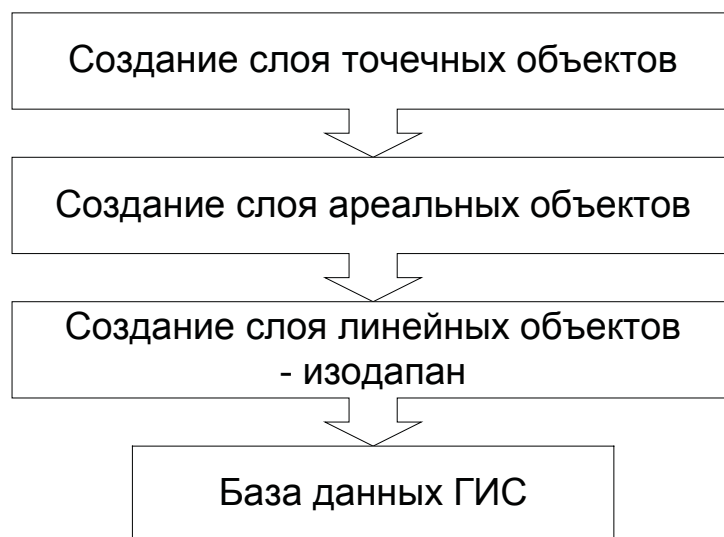 Создание слоя точечных объектов
Создание слоя ареальных объектов
Создание слоя линейных объектов
- изодапан
База данных ГИС